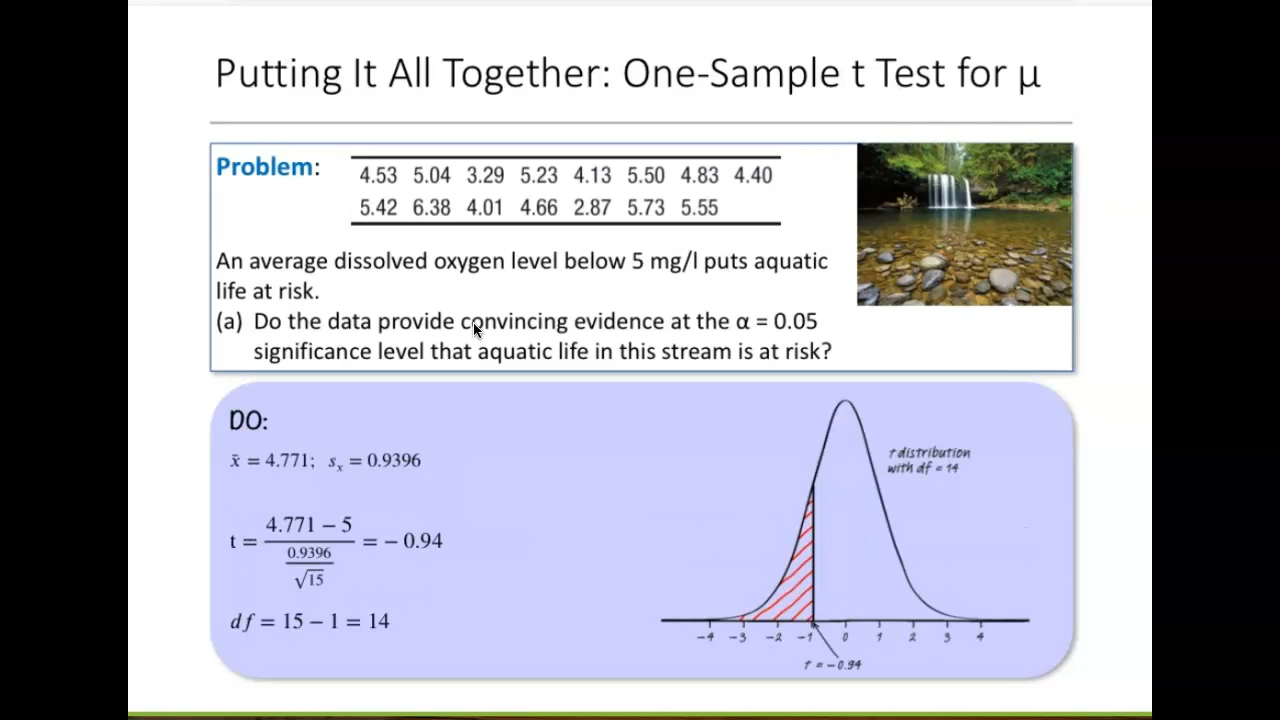 Putting It All Together: One-Sample t Test for μ
Problem:
4.53 5.04 3.29 5.23 4.13 5.50 4.83 4.40
5.42 6.38 4.01 4.66 2.87 5.73 5.55
An average dissolved oxygen level below 5 mg/l puts aquatic
life at risk.
(a) Do the data provide convincing evidence at the α = 0.05
significance level that aquatic life in this stream is at risk?
DO:
x̄ = 4.771; sₓ = 0.9396
t = (4.771 − 5) / (0.9396 / √15) = − 0.94
df = 15 − 1 = 14
t distribution
with df = 14
-4 -3 -2 -1 0 1 2 3 4
t = -0.94